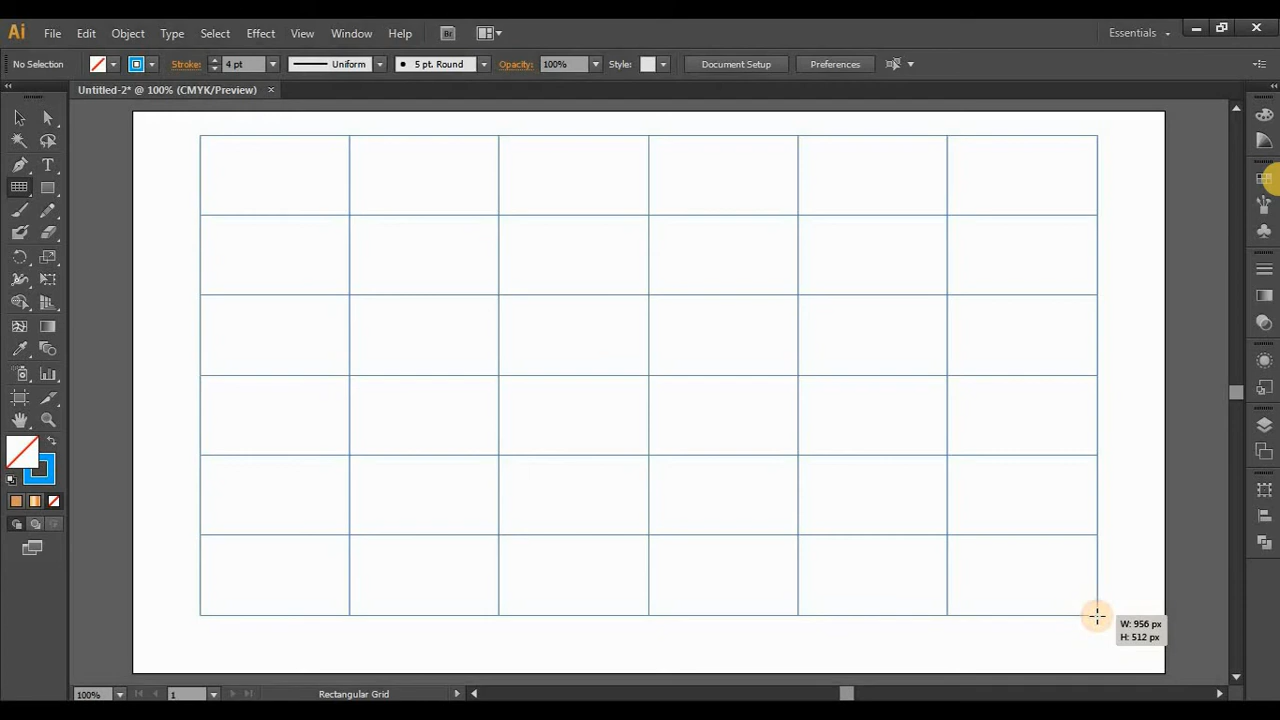 Ai File Edit Object Type Select Effect View Window Help Br Essentials
No Selection Stroke: 4 pt Uniform 5 pt. Round Opacity: 100% Style: Document Setup Preferences
Untitled-2* @ 100% (CMYK/Preview)
T
W: 956 px
H: 512 px
100% 1 Rectangular Grid